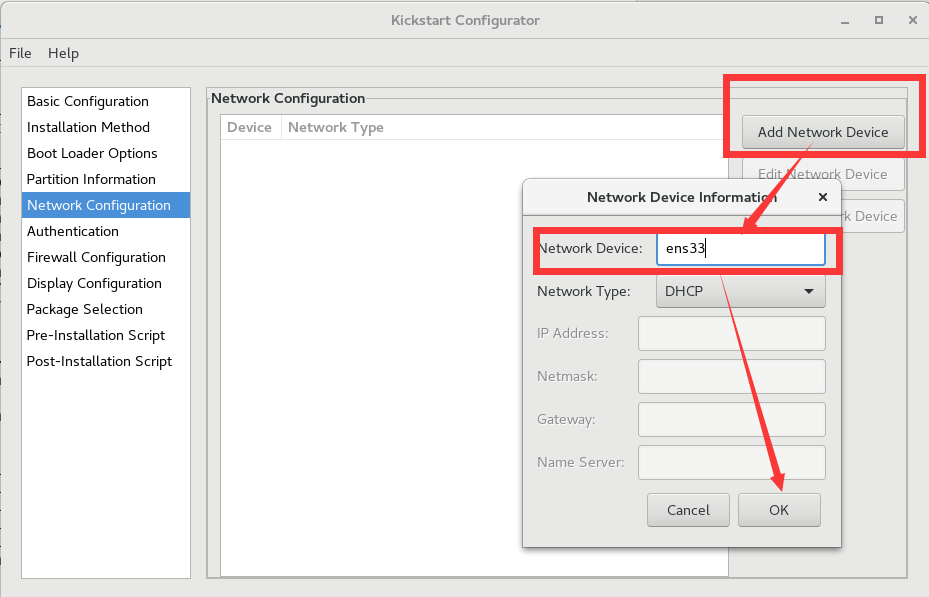 Kickstart Configurator
File Help
Basic Configuration
Installation Method
Boot Loader Options
Partition Information
Network Configuration
Authentication
Firewall Configuration
Display Configuration
Package Selection
Pre-Installation Script
Post-Installation Script
Network Configuration
Device Network Type
Add Network Device
Edit Network Device
Device
Network Device Information
Network Device: ens33
Network Type: DHCP
IP Address:
Netmask:
Gateway:
Name Server:
Cancel OK